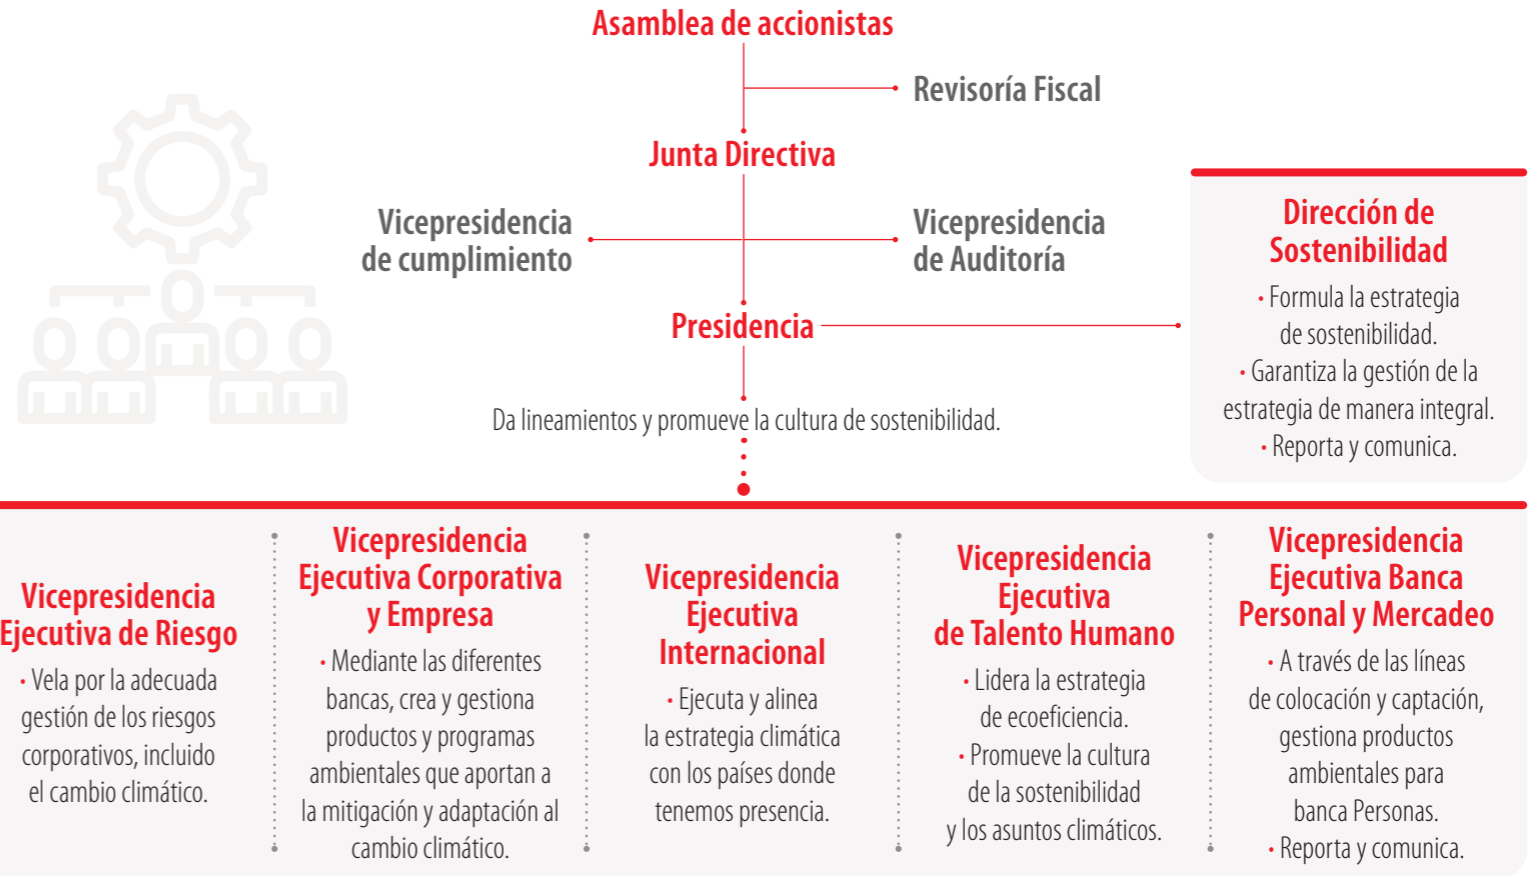 Asamblea de accionistas
Revisoría Fiscal
Junta Directiva
Vicepresidencia
de cumplimiento
Vicepresidencia
de Auditoría
Presidencia
Da lineamientos y promueve la cultura de sostenibilidad.
Dirección de
Sostenibilidad
• Formula la estrategia
de sostenibilidad.
• Garantiza la gestión de la
estrategia de manera integral.
• Reporta y comunica.
Vicepresidencia
Ejecutiva de Riesgo
• Vela por la adecuada
gestión de los riesgos
corporativos, incluido
el cambio climático.
Vicepresidencia
Ejecutiva Corporativa
y Empresa
• Mediante las diferentes
bancas, crea y gestiona
productos y programas
ambientales que aportan a
la mitigación y adaptación al
cambio climático.
Vicepresidencia
Ejecutiva
Internacional
• Ejecuta y alinea
la estrategia climática
con los países donde
tenemos presencia.
Vicepresidencia
Ejecutiva
de Talento Humano
• Lidera la estrategia
de ecoeficiencia.
• Promueve la cultura
de la sostenibilidad
y los asuntos climáticos.
Vicepresidencia
Ejecutiva Banca
Personal y Mercadeo
• A través de las líneas
de colocación y captación,
gestiona productos
ambientales para
banca Personas.
• Reporta y comunica.